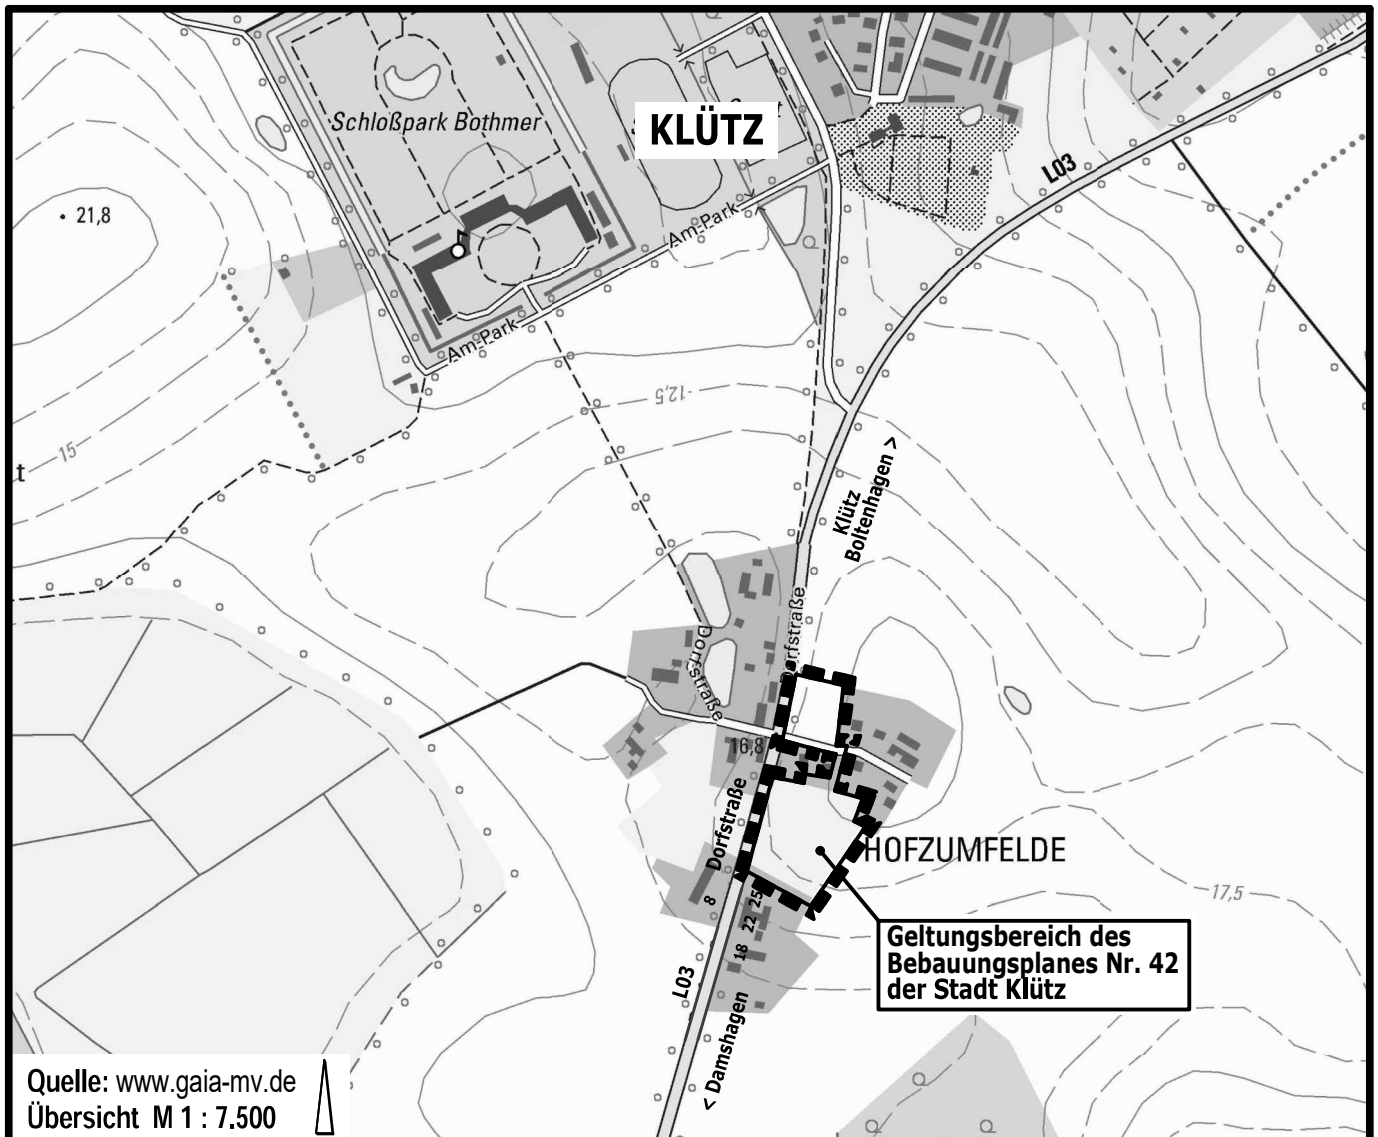 Schloßpark Bothmer
KLÜTZ
L03
21,8
Am-Park
Am-Park
12,5
15
t
Klütz
Boltenhagen >
Dorfstraße
Dorfstraße
16,8
Dorfstraße
HOFZUMFELDE
17,5
8
25
22
18
Geltungsbereich des
Bebauungsplanes Nr. 42
der Stadt Klütz
L03
< Damshagen
Quelle: www.gaia-mv.de
Übersicht M 1 : 7.500